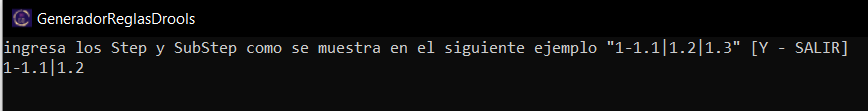 GeneradorReglasDrools
ingresa los Step y SubStep como se muestra en el siguiente ejemplo "1-1.1|1.2|1.3" [Y - SALIR]
1-1.1|1.2